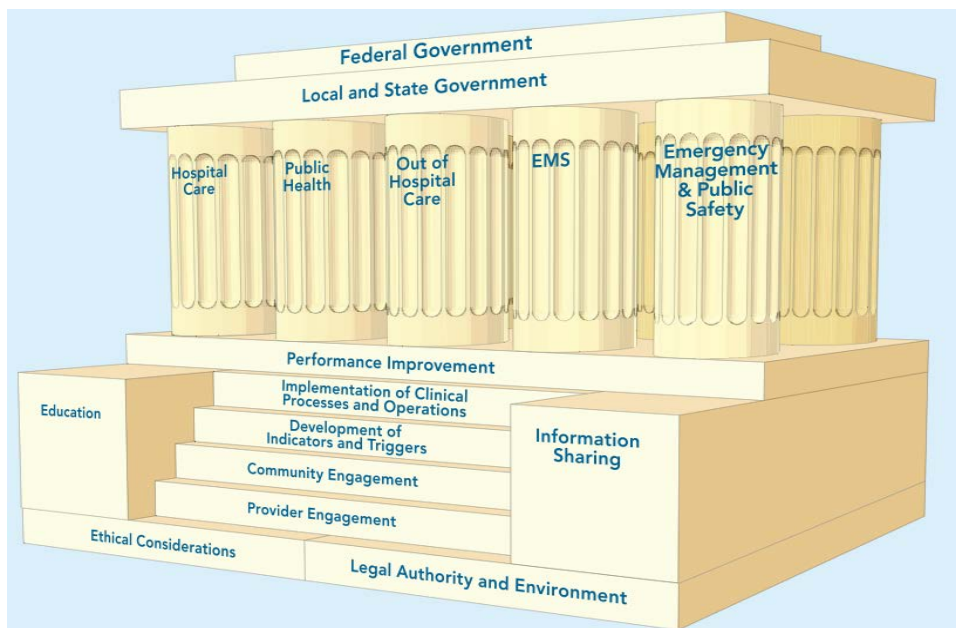 Federal Government
Local and State Government
Hospital
Care
Public
Health
Out of
Hospital
Care
EMS
Emergency
Management
& Public
Safety
Performance Improvement
Implementation of Clinical
Processes and Operations
Education
Development of
Indicators and Triggers
Information
Sharing
Community Engagement
Provider Engagement
Ethical Considerations
Legal Authority and Environment